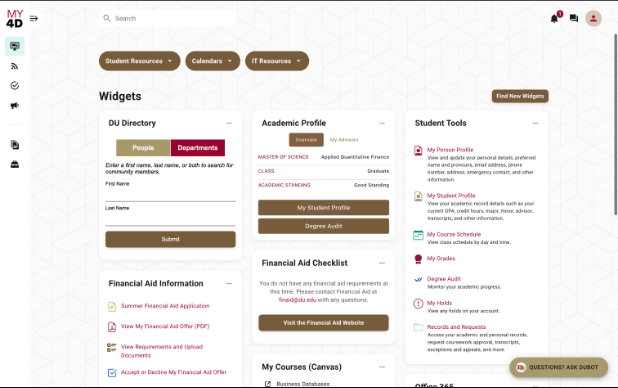 MY
4D
Search
1
Student Resources
Calendars
IT Resources
Widgets
Find New Widgets
DU Directory
People
Departments
Enter a first name, last name, or both to search for
community members.
First Name
Last Name
Submit
Financial Aid Information
Summer Financial Aid Application
View My Financial Aid Offer (PDF)
View Requirements and Upload
Documents
Accept or Decline My Financial Aid Offer
Academic Profile
Overview
My Advisors
MASTER OF SCIENCE Applied Quantitative Finance
CLASS Graduate
ACADEMIC STANDING Good Standing
My Student Profile
Degree Audit
Financial Aid Checklist
You do not have any financial aid requirements at
this time. Please contact Financial Aid at
finaid@du.edu with any questions.
Visit the Financial Aid Website
My Courses (Canvas)
Business Databases
Student Tools
My Person Profile
View and update your personal details, preferred
name and pronouns, email address, phone
number, address, emergency contact, and other
information.
My Student Profile
View your academic record details such as your
current GPA, credit hours, major, minor, advisor,
transcripts, and other information.
My Course Schedule
View class schedule by day and time.
My Grades
Degree Audit
Monitor your academic progress.
My Holds
View any holds on your account.
Records and Requests
Access your academic and personal records,
request coursework approval, transcripts,
exceptions and appeals, and more.
QUESTIONS? ASK DUBOT
Office 365